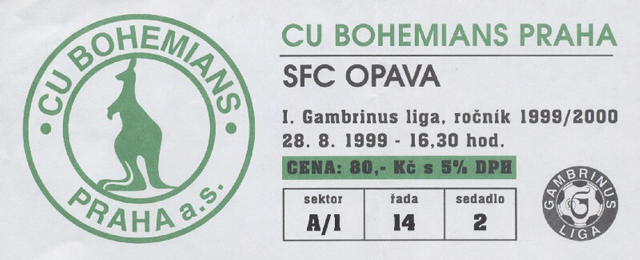 CU BOHEMIANS
PRAHA a.s.
CU BOHEMIANS PRAHA
SFC OPAVA
I. Gambrinus liga, ročník 1999/2000
28. 8. 1999 - 16,30 hod.
CENA: 80,- Kč s 5% DPH
sektor řada sedadlo
A/1 14 2
GAMBRINUS
LIGA